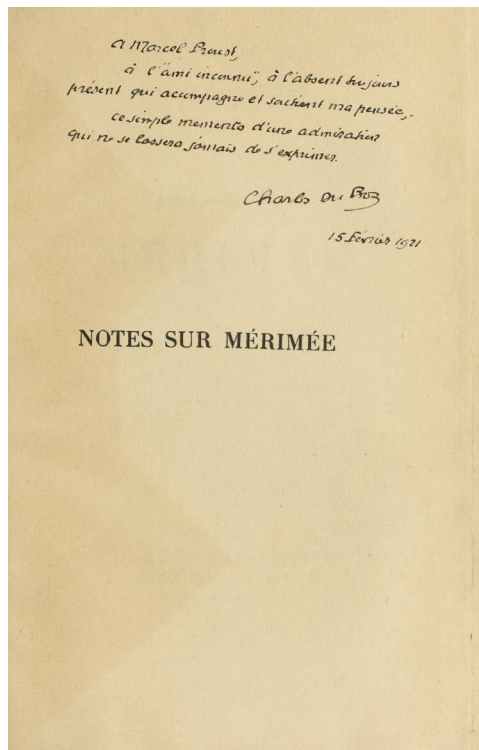 A Marcel Proust,
à l'ami inconnu, à l'absent toujours
présent qui accompagne et soutient ma pensée,
ce simple memento d'une admiration
qui ne se lassera jamais de s'exprimer.
Charles Du Bos
15 février 1921
NOTES SUR MÉRIMÉE